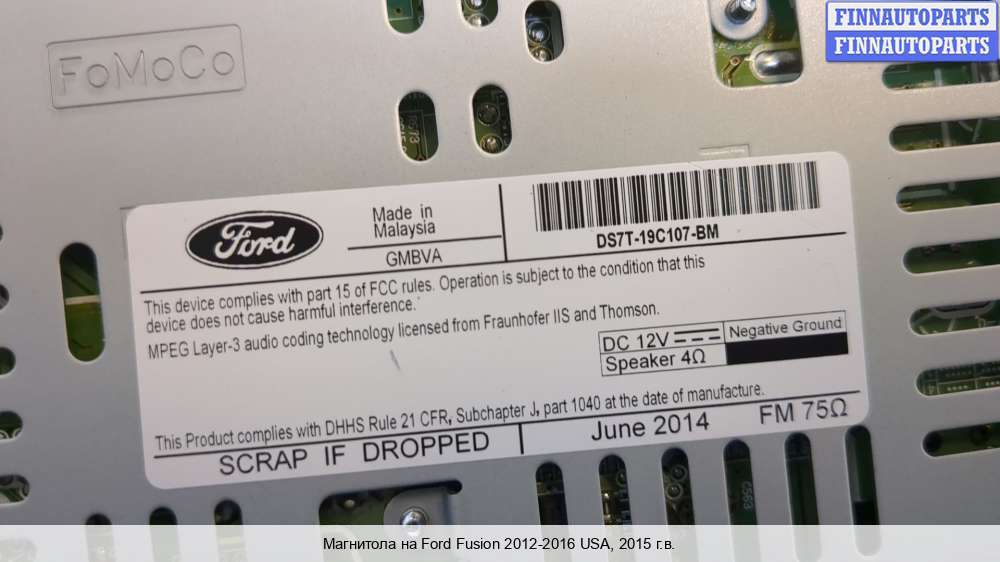 FINNAUTOPARTS
FINNAUTOPARTS
FoMoCo
Ford
Made in
Malaysia
GMBVA
DS7T-19C107-BM
This device complies with part 15 of FCC rules. Operation is subject to the condition that this
device does not cause harmful interference.
MPEG Layer-3 audio coding technology licensed from Fraunhofer IIS and Thomson.
DC 12V
Negative Ground
Speaker 4Ω
This Product complies with DHHS Rule 21 CFR, Subchapter J, part 1040 at the date of manufacture.
SCRAP IF DROPPED
June 2014
FM 75Ω
Магнитола на Ford Fusion 2012-2016 USA, 2015 г.в.